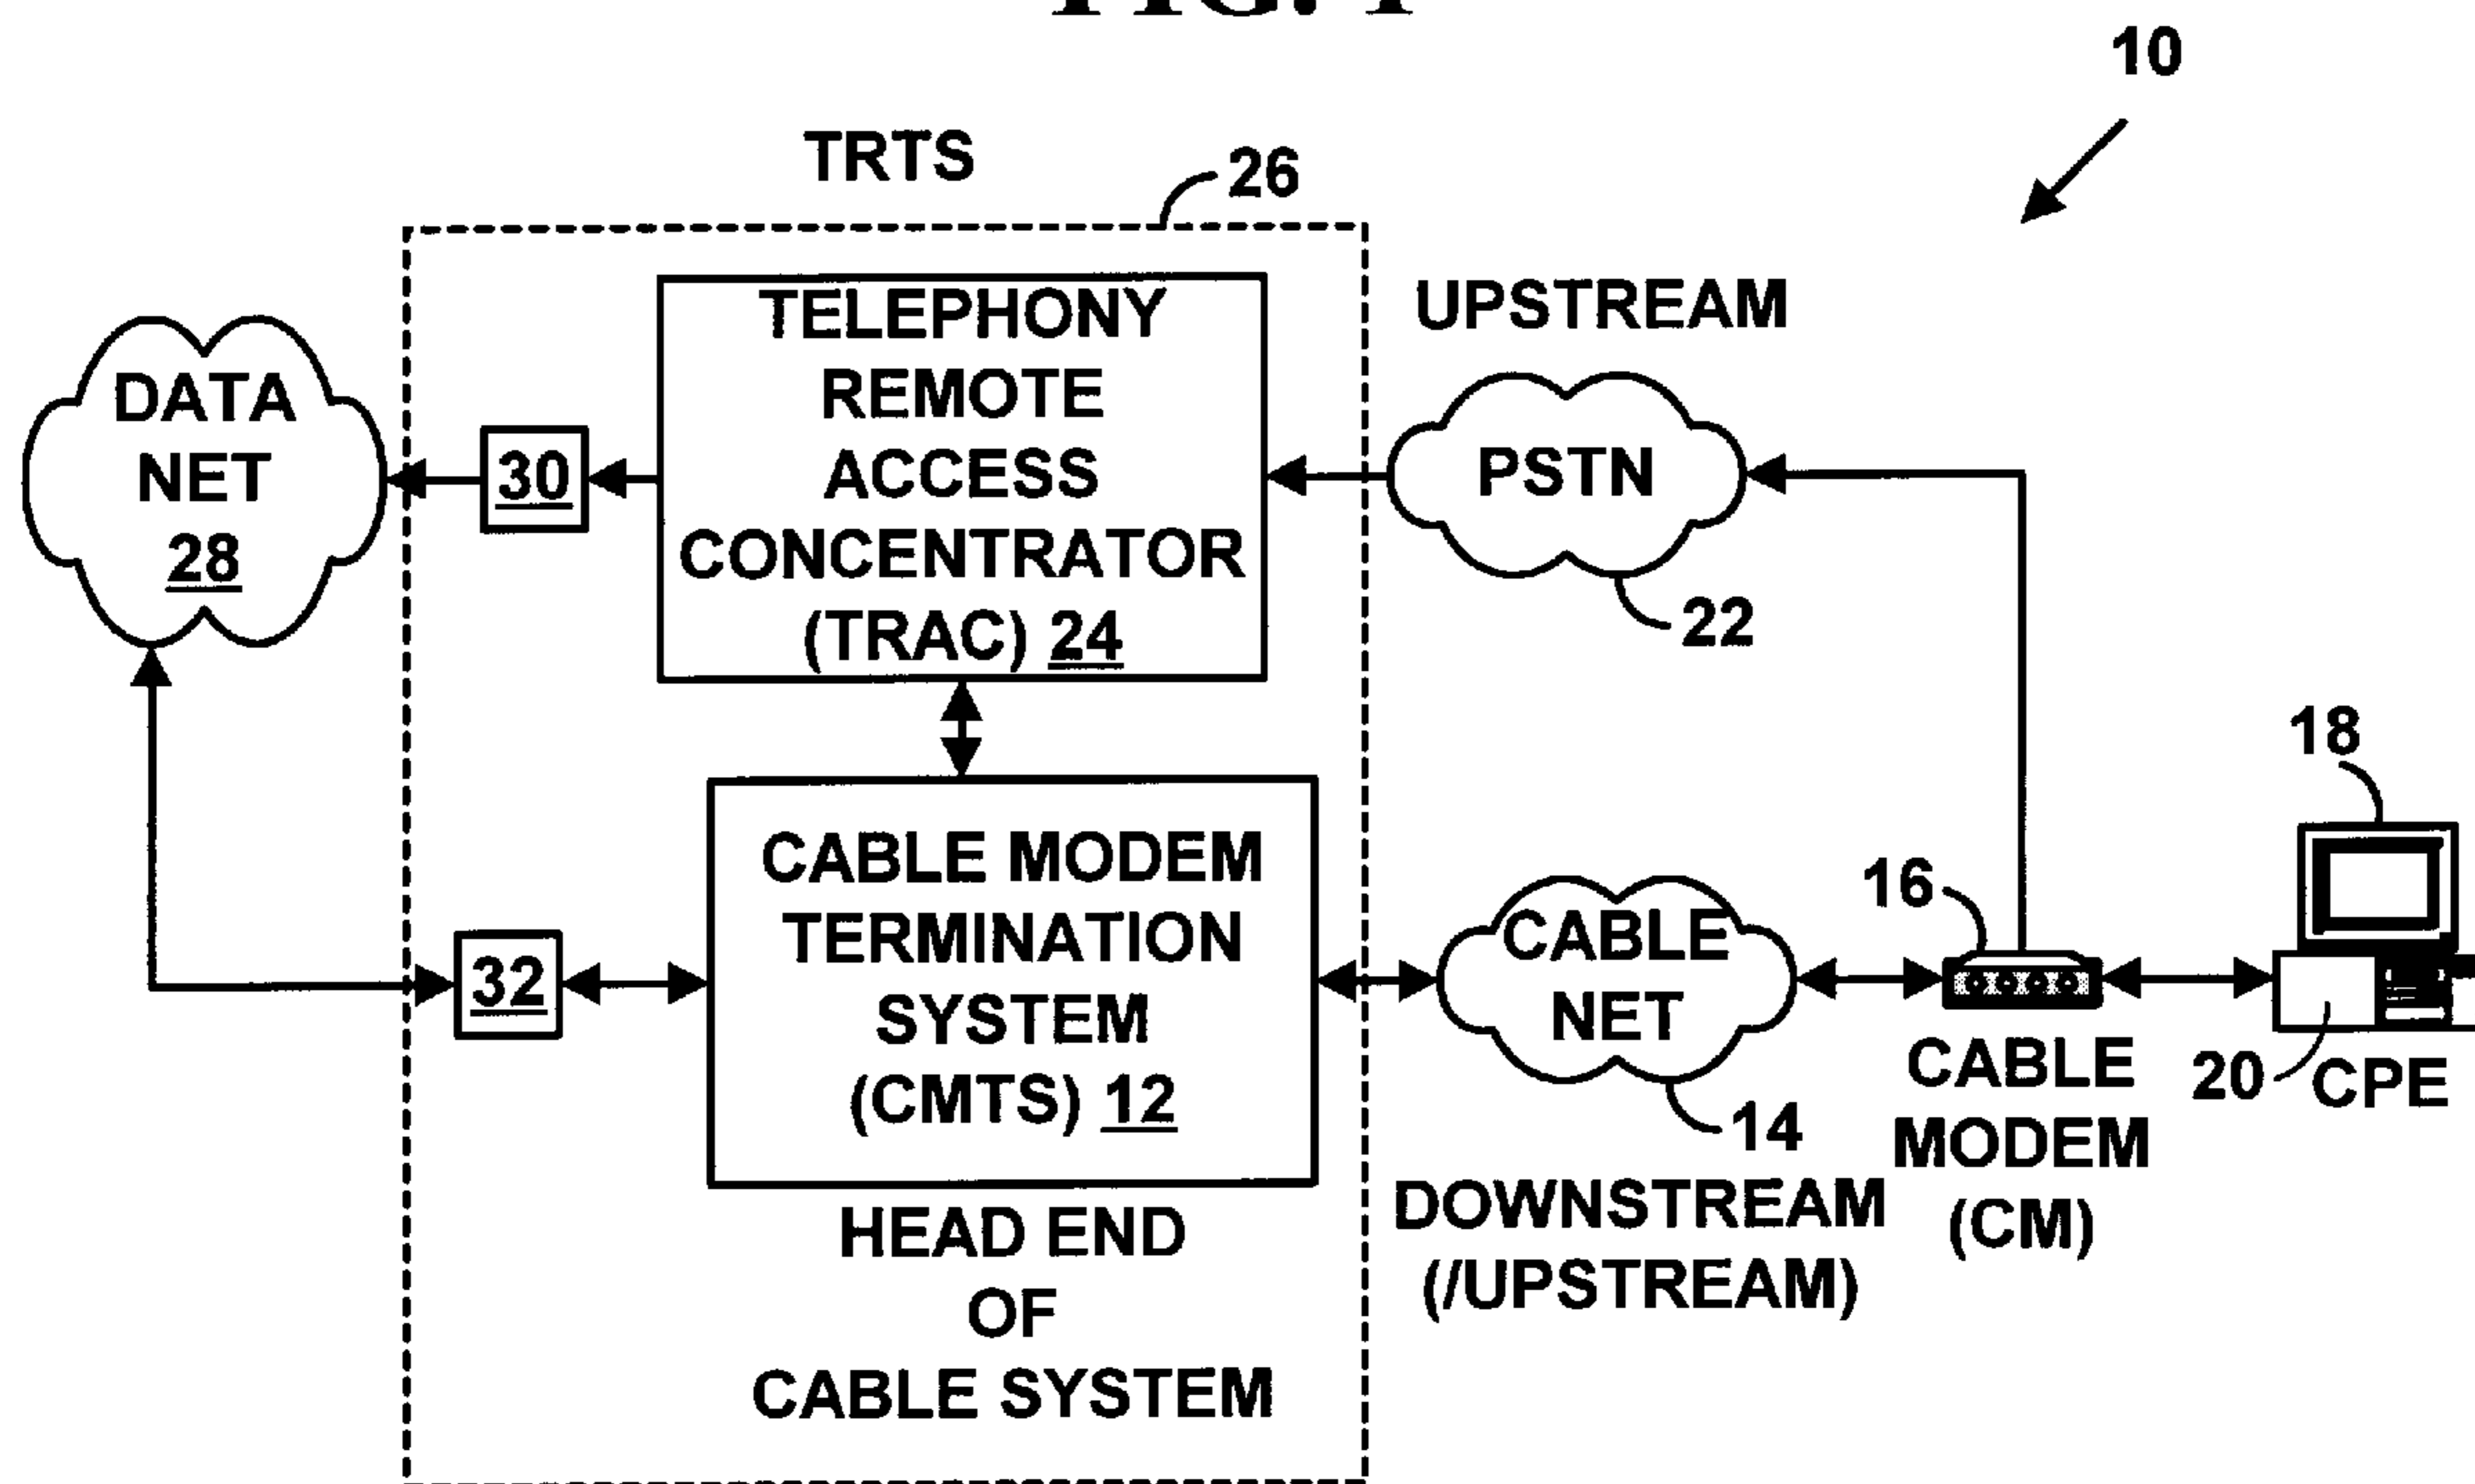 FIG. 1
10
TRTS
26
TELEPHONY
REMOTE
ACCESS
CONCENTRATOR
(TRAC) 24
UPSTREAM
DATA
NET
28
30
PSTN
22
18
CABLE MODEM
TERMINATION
SYSTEM
(CMTS) 12
32
CABLE
NET
14
16
20
CPE
CABLE
MODEM
(CM)
DOWNSTREAM
(/UPSTREAM)
HEAD END
OF
CABLE SYSTEM